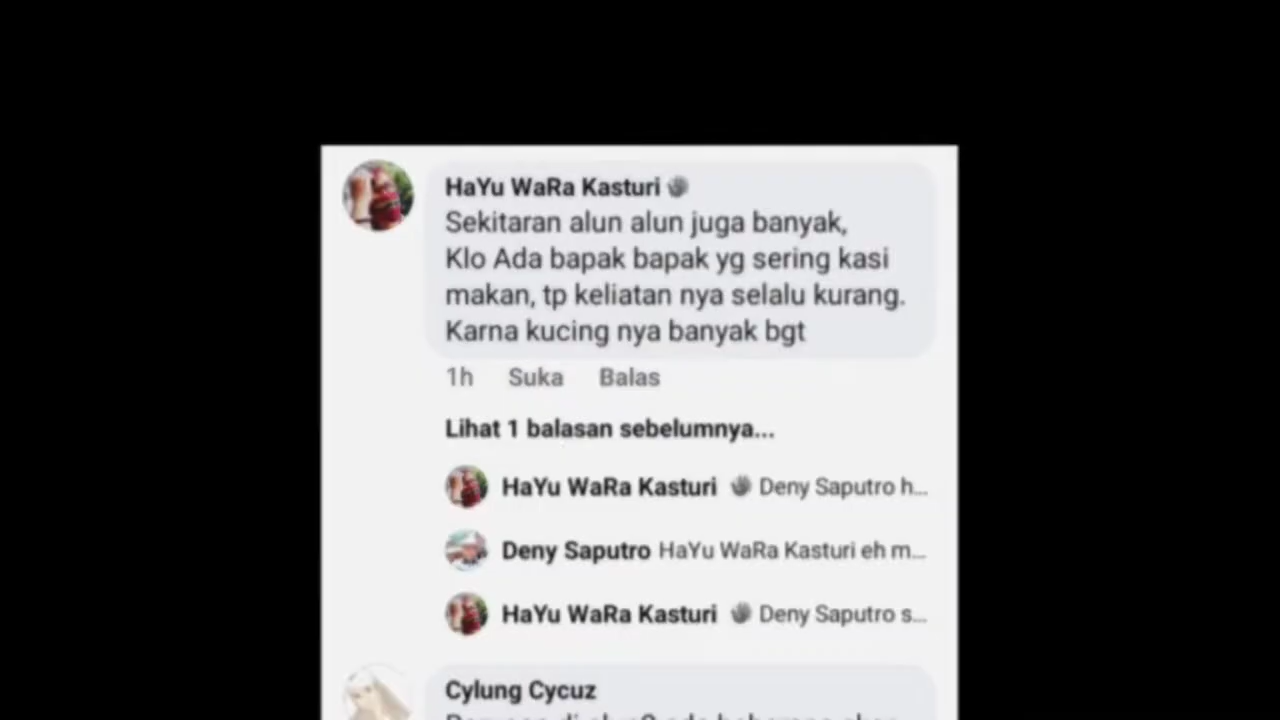 HaYu WaRa Kasturi
Sekitaran alun alun juga banyak,
Klo Ada bapak bapak yg sering kasi
makan, tp keliatan nya selalu kurang.
Karna kucing nya banyak bgt
1h Suka Balas
Lihat 1 balasan sebelumnya...
HaYu WaRa Kasturi Deny Saputro h...
Deny Saputro HaYu WaRa Kasturi eh m...
HaYu WaRa Kasturi Deny Saputro s...
Cylung Cycuz